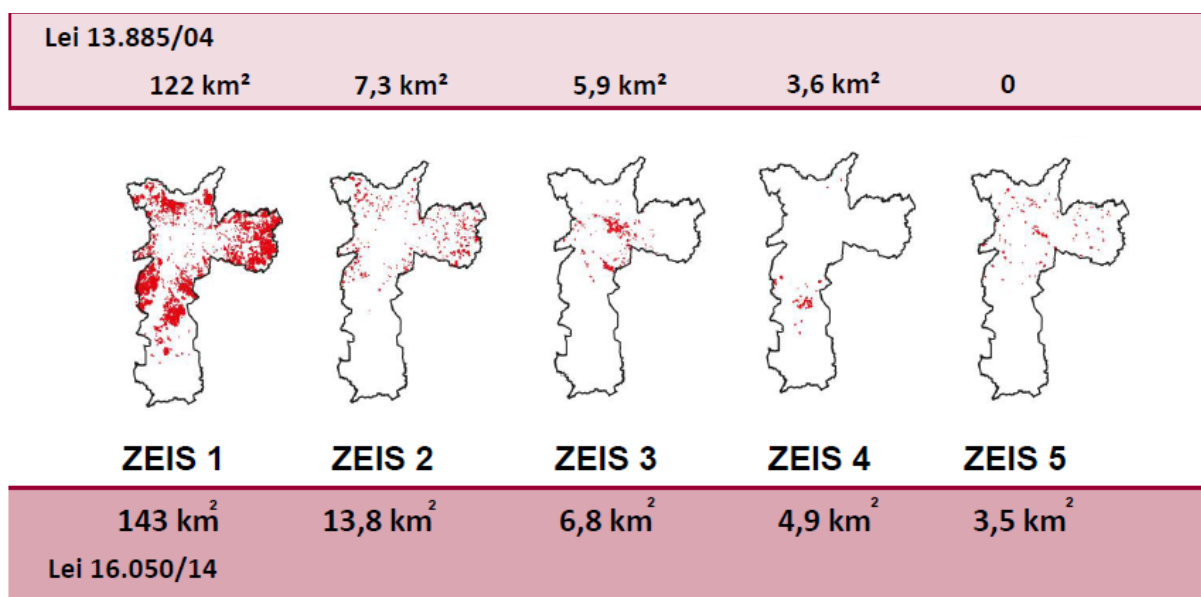 Lei 13.885/04
122 km² 7,3 km² 5,9 km² 3,6 km² 0
ZEIS 1 ZEIS 2 ZEIS 3 ZEIS 4 ZEIS 5
143 km² 13,8 km² 6,8 km² 4,9 km² 3,5 km²
Lei 16.050/14